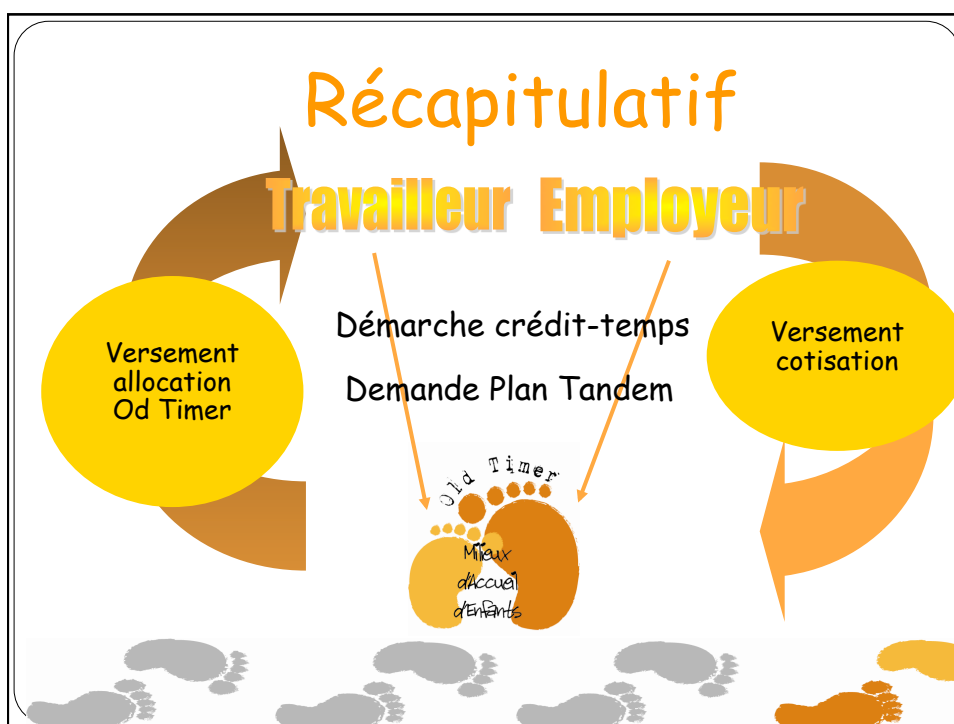 Récapitulatif
Travailleur Employeur
Démarche crédit-temps
Demande Plan Tandem
Versement
allocation
Od Timer
Versement
cotisation
Old Timer
Milieux
d'Accueil
d'Enfants